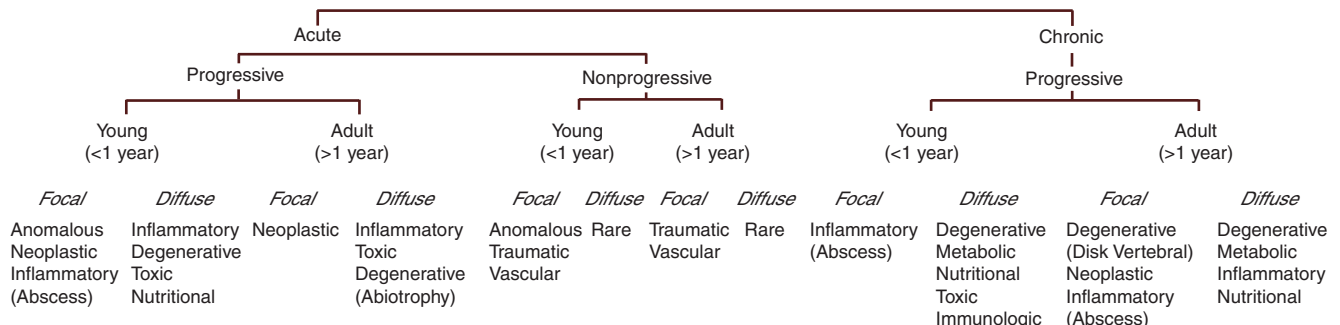 Acute
Chronic
Progressive
Nonprogressive
Progressive
Young
(<1 year)
Adult
(>1 year)
Young
(<1 year)
Adult
(>1 year)
Young
(<1 year)
Adult
(>1 year)
Focal
Anomalous
Neoplastic
Inflammatory
(Abscess)
Diffuse
Inflammatory
Degenerative
Toxic
Nutritional
Focal
Neoplastic
Diffuse
Inflammatory
Toxic
Degenerative
(Abiotrophy)
Focal
Anomalous
Traumatic
Vascular
Diffuse
Rare
Focal
Traumatic
Vascular
Diffuse
Rare
Focal
Inflammatory
(Abscess)
Diffuse
Degenerative
Metabolic
Nutritional
Toxic
Immunologic
Focal
Degenerative
(Disk Vertebral)
Neoplastic
Inflammatory
(Abscess)
Diffuse
Degenerative
Metabolic
Inflammatory
Nutritional